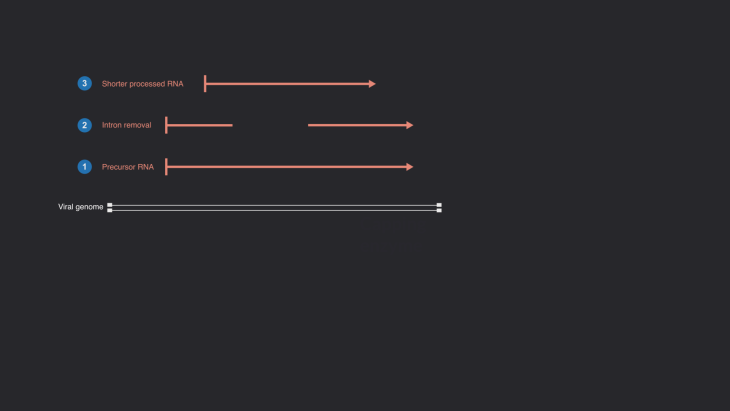 3 Shorter processed RNA
2 Intron removal
1 Precursor RNA
Viral genome